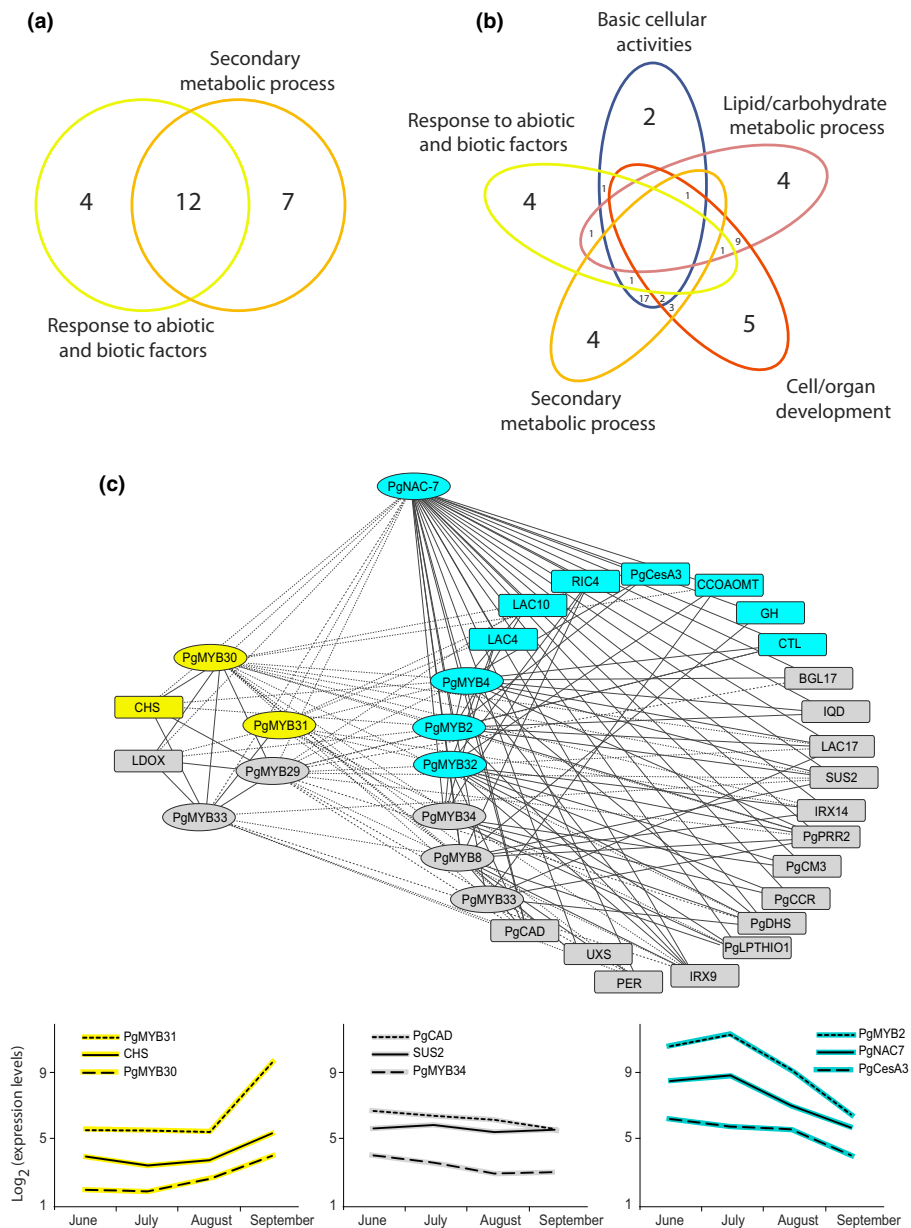 (a)
Secondary
metabolic process
4
12
7
Response to abiotic
and biotic factors
(b)
Basic cellular
activities
Lipid/carbohydrate
metabolic process
Response to abiotic
and biotic factors
2
4
4
1
1
1
9
1
1
17
2
3
4
5
Secondary
metabolic process
Cell/organ
development
(c)
PgNAC-7
PgCesA3
RIC4
CCOAOMT
LAC10
GH
LAC4
CTL
PgMYB30
PgMYB4
BGL17
CHS
PgMYB31
PgMYB2
IQD
LDOX
PgMYB29
PgMYB32
LAC17
SUS2
PgMYB33
PgMYB34
IRX14
PgPRR2
PgMYB8
PgCM3
PgMYB33
PgCCR
PgCAD
PgDHS
UXS
PgLPTHIO1
PER
IRX9
Log2 (expression levels)
9
5
1
PgMYB31
CHS
PgMYB30
June
July
August
September
9
5
1
PgCAD
SUS2
PgMYB34
June
July
August
September
9
5
1
PgMYB2
PgNAC7
PgCesA3
June
July
August
September